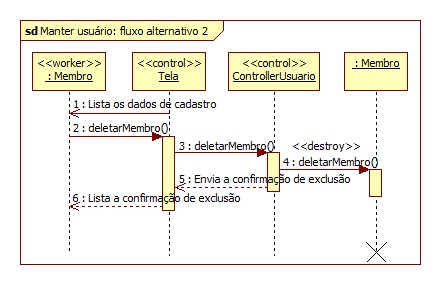 sd Manter usuário: fluxo alternativo 2
<<worker>>
: Membro
<<control>>
Tela
<<control>>
ControllerUsuario
: Membro
1 : Lista os dados de cadastro
2 : deletarMembro()
3 : deletarMembro()
<<destroy>>
4 : deletarMembro()
5 : Envia a confirmação de exclusão
6 : Lista a confirmação de exclusão